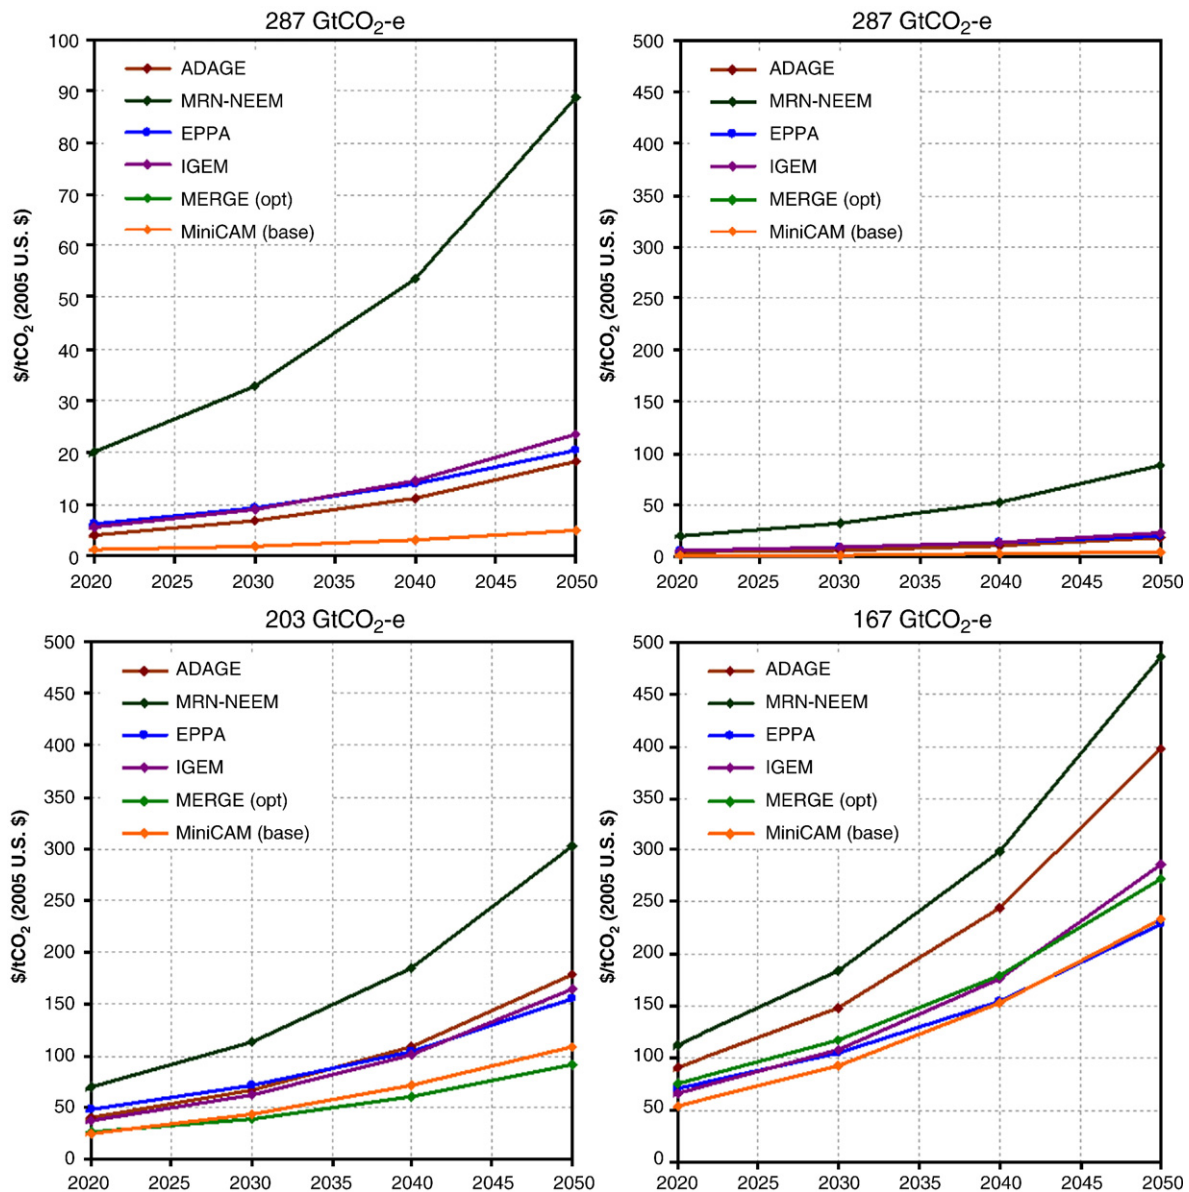 287 GtCO₂-e
$/tCO₂ (2005 U.S. $)
100
90
80
70
60
50
40
30
20
10
0
ADAGE
MRN-NEEM
EPPA
IGEM
MERGE (opt)
MiniCAM (base)
2020 2025 2030 2035 2040 2045 2050
287 GtCO₂-e
$/tCO₂ (2005 U.S. $)
500
450
400
350
300
250
200
150
100
50
0
ADAGE
MRN-NEEM
EPPA
IGEM
MERGE (opt)
MiniCAM (base)
2020 2025 2030 2035 2040 2045 2050
203 GtCO₂-e
$/tCO₂ (2005 U.S. $)
500
450
400
350
300
250
200
150
100
50
0
ADAGE
MRN-NEEM
EPPA
IGEM
MERGE (opt)
MiniCAM (base)
2020 2025 2030 2035 2040 2045 2050
167 GtCO₂-e
$/tCO₂ (2005 U.S. $)
500
450
400
350
300
250
200
150
100
50
0
ADAGE
MRN-NEEM
EPPA
IGEM
MERGE (opt)
MiniCAM (base)
2020 2025 2030 2035 2040 2045 2050